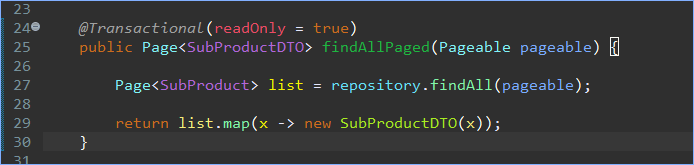 23
24 @Transactional(readOnly = true)
25 public Page<SubProductDTO> findAllPaged(Pageable pageable) {
26
27 Page<SubProduct> list = repository.findAll(pageable);
28
29 return list.map(x -> new SubProductDTO(x));
30 }
31